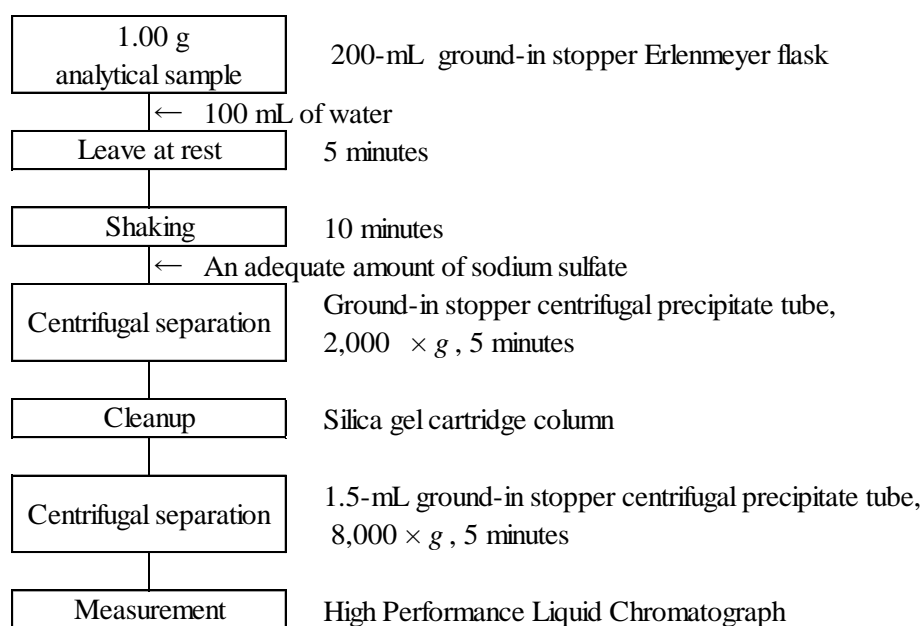 1.00 g
analytical sample
200-mL ground-in stopper Erlenmeyer flask
← 100 mL of water
Leave at rest
5 minutes
Shaking
10 minutes
← An adequate amount of sodium sulfate
Centrifugal separation
Ground-in stopper centrifugal precipitate tube,
2,000 × g , 5 minutes
Cleanup
Silica gel cartridge column
Centrifugal separation
1.5-mL ground-in stopper centrifugal precipitate tube,
8,000 × g , 5 minutes
Measurement
High Performance Liquid Chromatograph